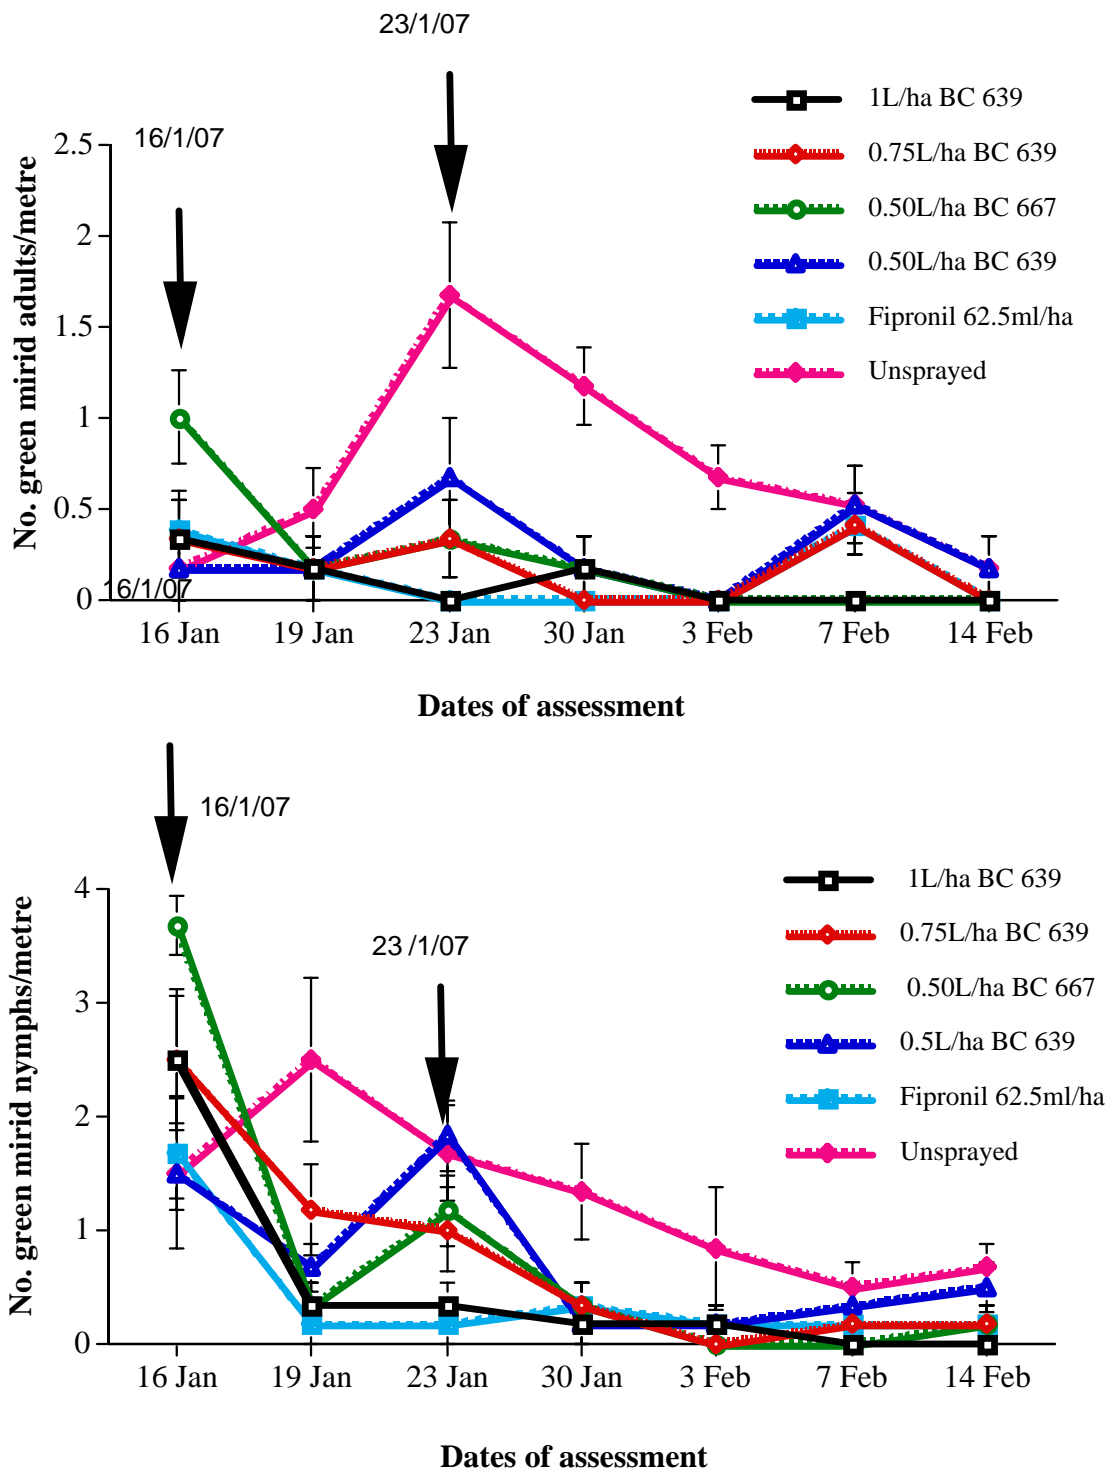 23/1/07
16/1/07
1L/ha BC 639
0.75L/ha BC 639
0.50L/ha BC 667
0.50L/ha BC 639
Fipronil 62.5ml/ha
Unsprayed
No. green mirid adults/metre
2.5
2
1.5
1
0.5
0
16/1/07
16 Jan 19 Jan 23 Jan 30 Jan 3 Feb 7 Feb 14 Feb
Dates of assessment
16/1/07
23 /1/07
1L/ha BC 639
0.75L/ha BC 639
0.50L/ha BC 667
0.5L/ha BC 639
Fipronil 62.5ml/ha
Unsprayed
No. green mirid nymphs/metre
4
3
2
1
0
16 Jan 19 Jan 23 Jan 30 Jan 3 Feb 7 Feb 14 Feb
Dates of assessment